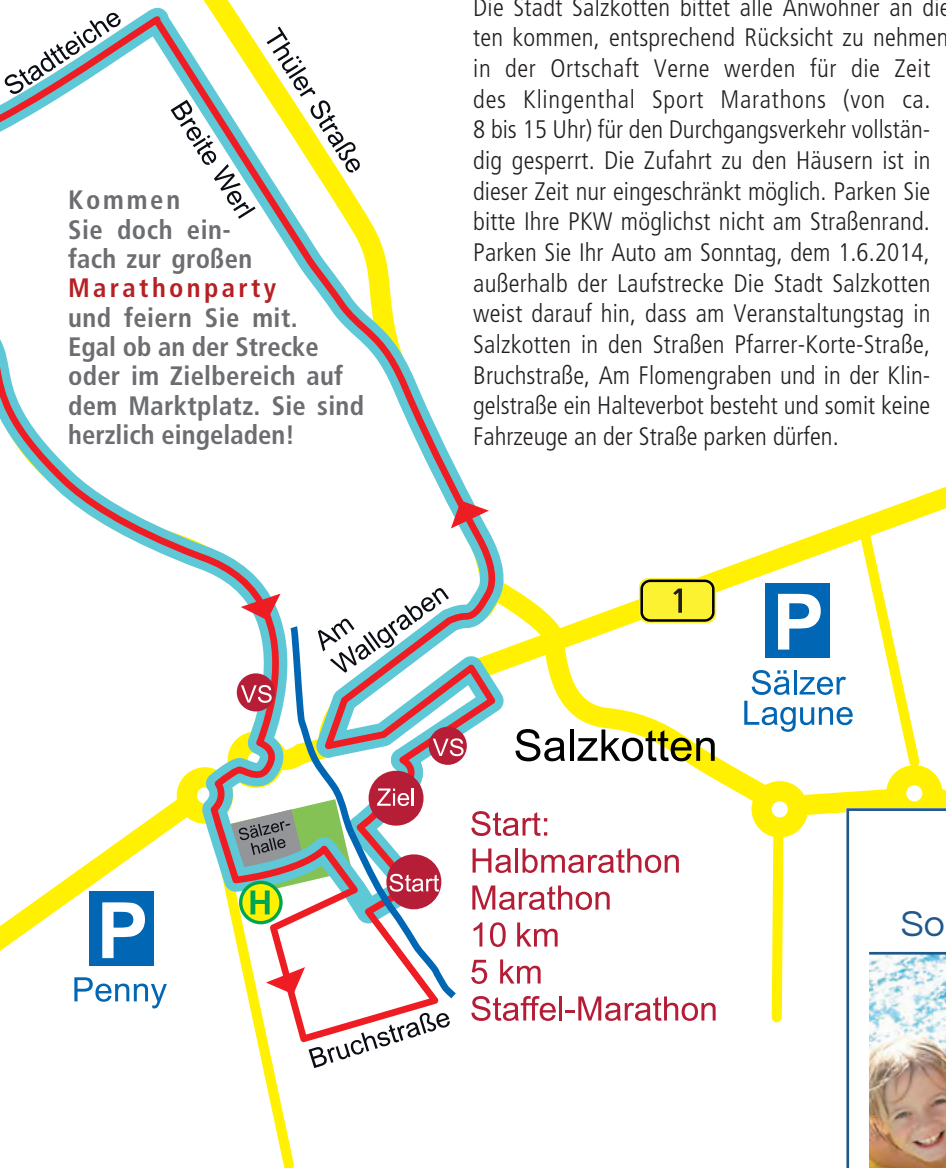 Die Stadt Salzkotten bittet alle Anwohner an die
ten kommen, entsprechend Rücksicht zu nehmen
in der Ortschaft Verne werden für die Zeit
des Klingenthal Sport Marathons (von ca.
8 bis 15 Uhr) für den Durchgangsverkehr vollstän-
dig gesperrt. Die Zufahrt zu den Häusern ist in
dieser Zeit nur eingeschränkt möglich. Parken Sie
bitte Ihre PKW möglichst nicht am Straßenrand.
Parken Sie Ihr Auto am Sonntag, dem 1.6.2014,
außerhalb der Laufstrecke Die Stadt Salzkotten
weist darauf hin, dass am Veranstaltungstag in
Salzkotten in den Straßen Pfarrer-Korte-Straße,
Bruchstraße, Am Flomengraben und in der Klin-
gelstraße ein Halteverbot besteht und somit keine
Fahrzeuge an der Straße parken dürfen.
Stadtteiche
Thüler Straße
Breite Werl
Kommen
Sie doch ein-
fach zur großen
Marathonparty
und feiern Sie mit.
Egal ob an der Strecke
oder im Zielbereich auf
dem Marktplatz. Sie sind
herzlich eingeladen!
Am
Wallgraben
1
P
Sälzer
Lagune
VS
VS
Salzkotten
Ziel
Sälzer-
halle
Start
H
Start:
Halbmarathon
Marathon
10 km
5 km
Staffel-Marathon
P
Penny
Bruchstraße
So